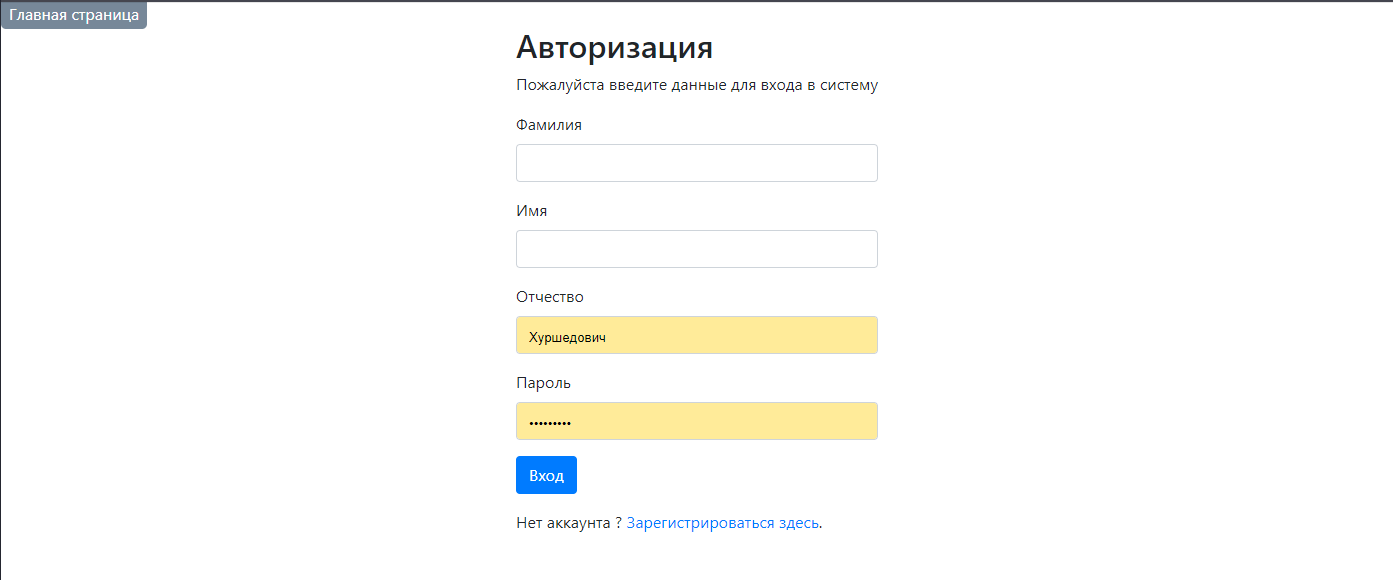 Главная страница
Авторизация
Пожалуйста введите данные для входа в систему
Фамилия
Имя
Отчество
Хуршедович
Пароль
•••••••••
Вход
Нет аккаунта ? Зарегистрироваться здесь.